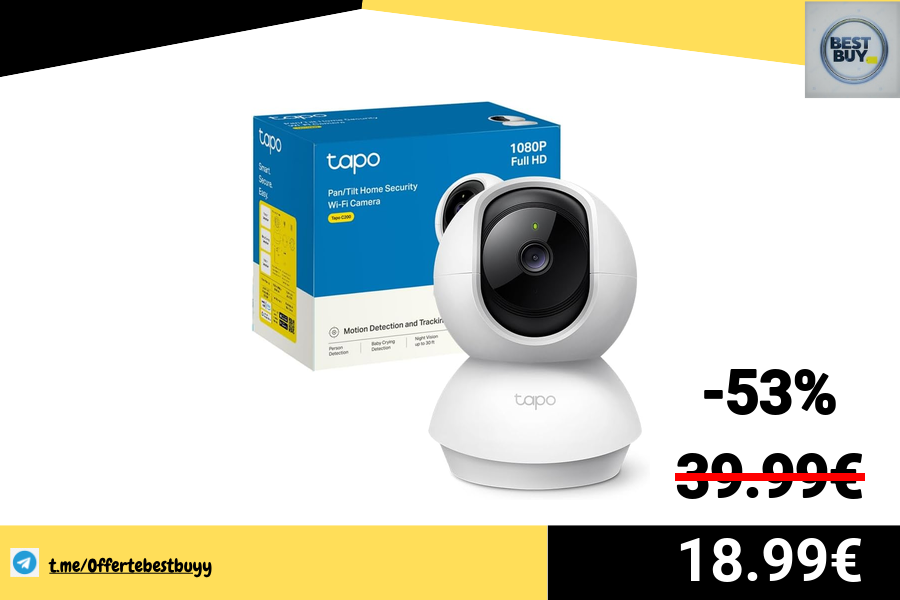 BEST
BUY
tapo
tapo
Smart.
Secure.
Easy.
tapo
1080P
Full HD
Pan/Tilt Home Security
Wi-Fi Camera
Tapo C200
Motion Detection and Trackin
Person
Detection
Baby Crying
Detection
Night Vision
up to 30 ft
tapo
-53%
39.99€
t.me/Offertebestbuyy
18.99€